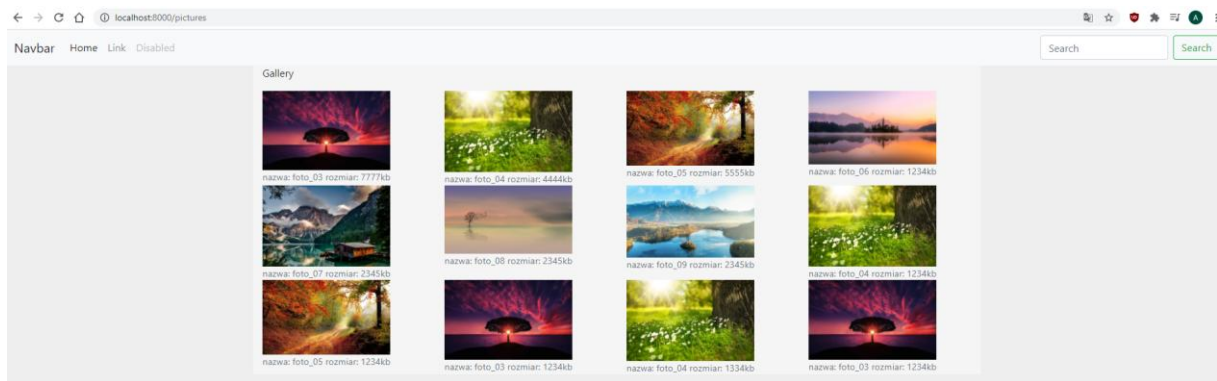 localhost:8000/pictures
Navbar Home Link Disabled Search Search
Gallery
nazwa: foto_03 rozmiar: 7777kb
nazwa: foto_04 rozmiar: 4444kb
nazwa: foto_05 rozmiar: 5555kb
nazwa: foto_06 rozmiar: 1234kb
nazwa: foto_07 rozmiar: 2345kb
nazwa: foto_08 rozmiar: 2345kb
nazwa: foto_09 rozmiar: 2345kb
nazwa: foto_04 rozmiar: 1234kb
nazwa: foto_05 rozmiar: 1234kb
nazwa: foto_03 rozmiar: 1234kb
nazwa: foto_04 rozmiar: 1334kb
nazwa: foto_03 rozmiar: 1234kb